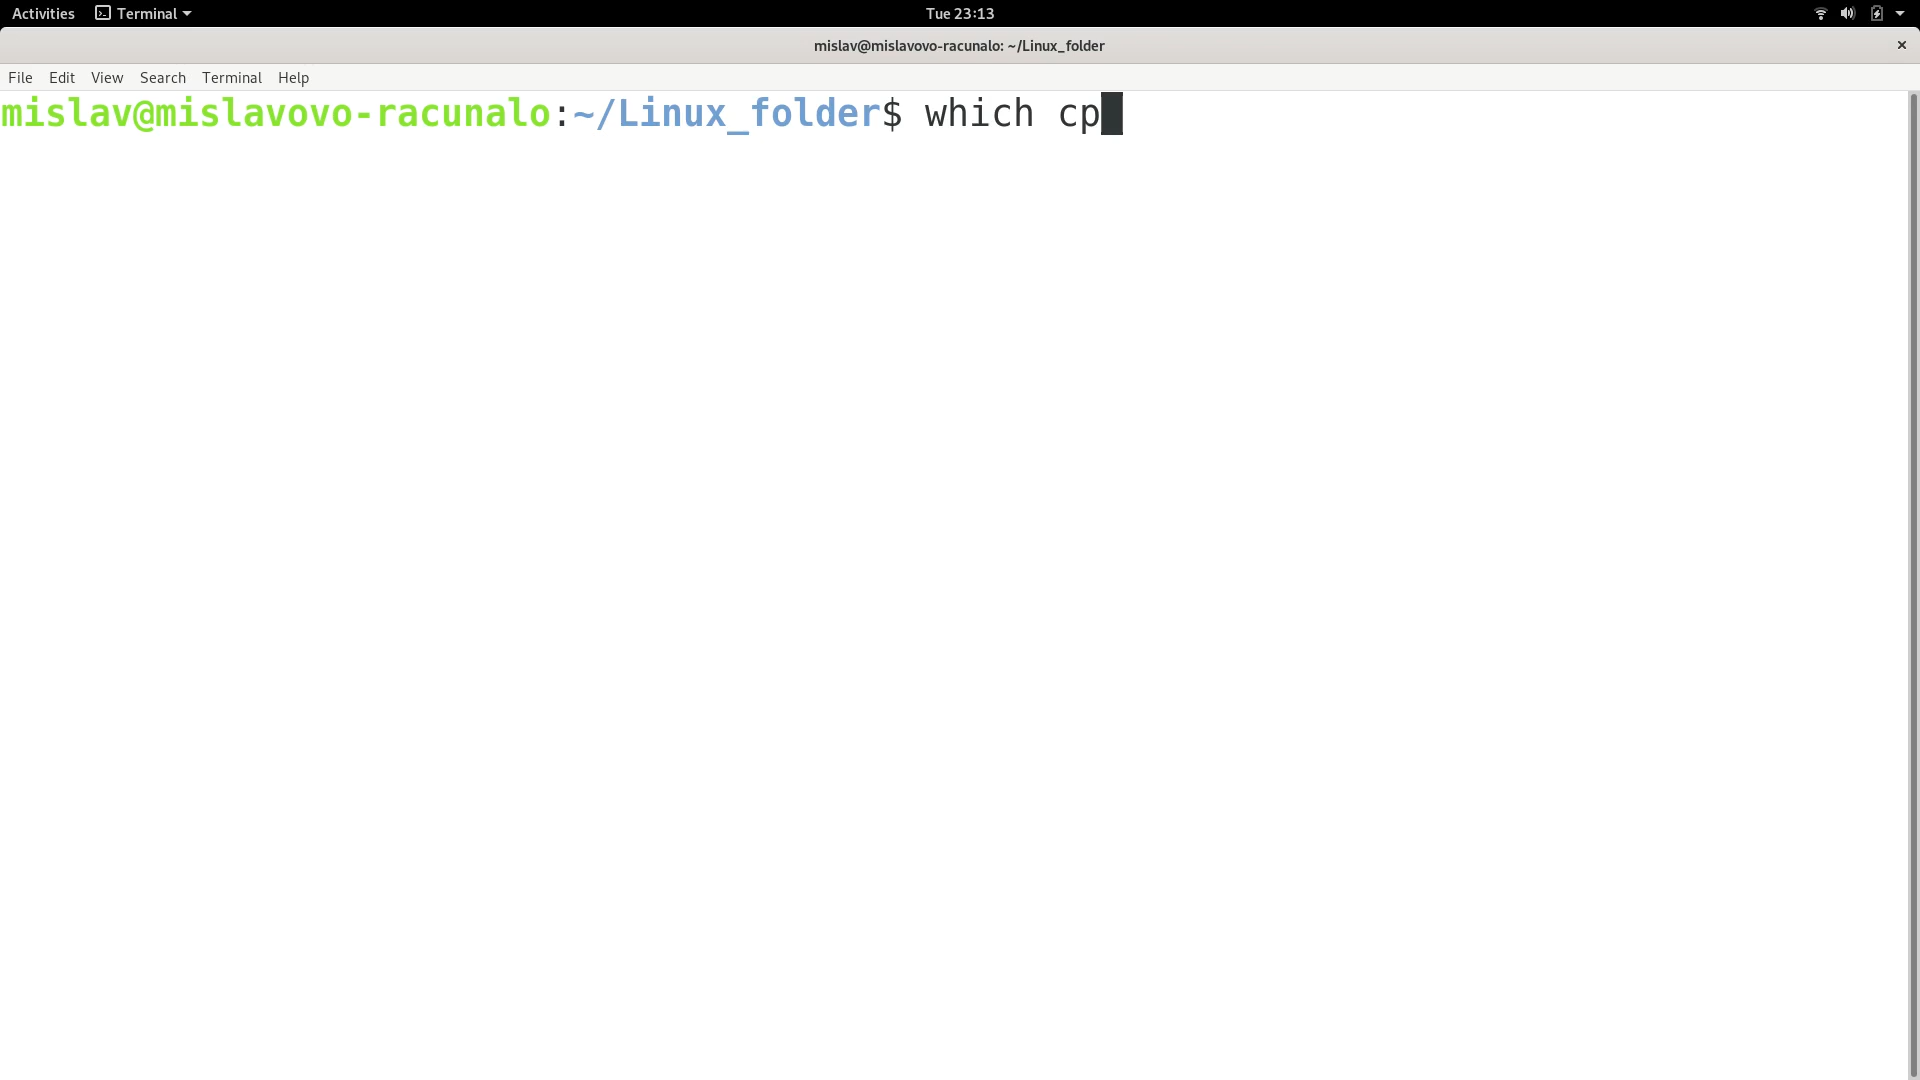 Activities Terminal Tue 23:13
mislav@mislavovo-racunalo: ~/Linux_folder
File Edit View Search Terminal Help
mislav@mislavovo-racunalo:~/Linux_folder$ which cp